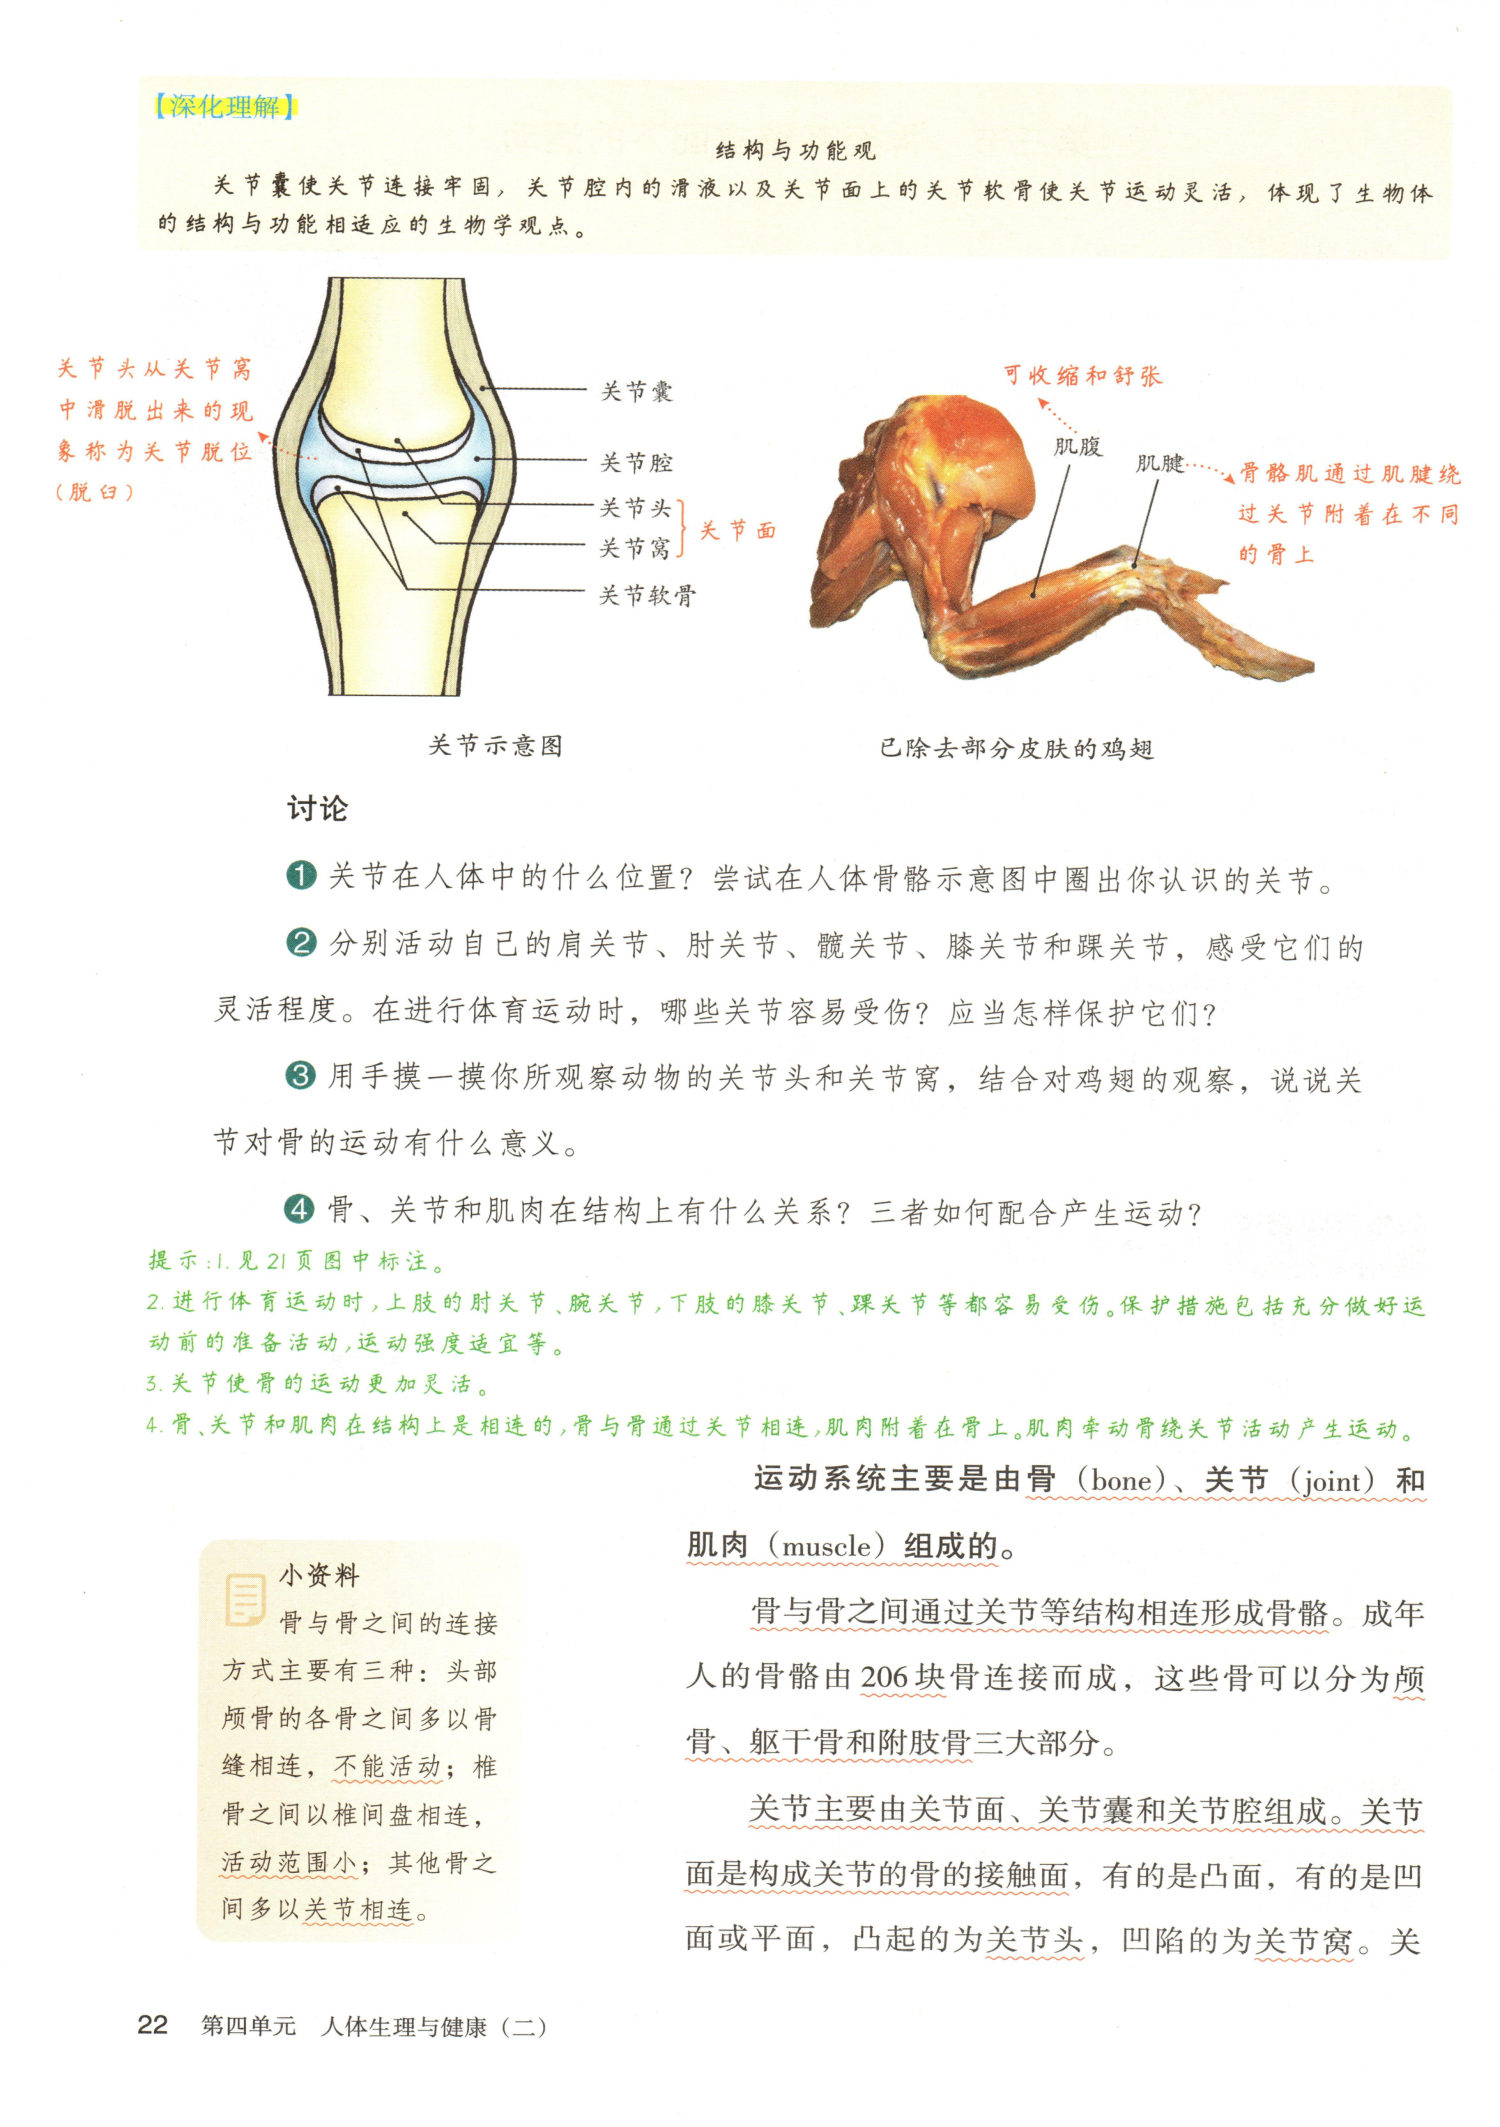 【深化理解】
结构与功能观
关节囊使关节连接牢固，关节腔内的滑液以及关节面上的关节软骨使关节运动灵活，体现了生物体
的结构与功能相适应的生物学观点。
关节头从关节窝
中滑脱出来的现
象称为关节脱位
（脱臼）
关节囊
关节腔
关节头
关节窝
关节面
关节软骨
关节示意图
可收缩和舒张
肌腹
肌腱
骨骼肌通过肌腱绕
过关节附着在不同
的骨上
已除去部分皮肤的鸡翅
讨论
❶ 关节在人体中的什么位置？尝试在人体骨骼示意图中圈出你认识的关节。
❷ 分别活动自己的肩关节、肘关节、髋关节、膝关节和踝关节，感受它们的
灵活程度。在进行体育运动时，哪些关节容易受伤？应当怎样保护它们？
❸ 用手摸一摸你所观察动物的关节头和关节窝，结合对鸡翅的观察，说说关
节对骨的运动有什么意义。
❹ 骨、关节和肌肉在结构上有什么关系？三者如何配合产生运动？
提示：1.见21页图中标注。
2.进行体育运动时，上肢的肘关节、腕关节，下肢的膝关节、踝关节等都容易受伤。保护措施包括充分做好运
动前的准备活动，运动强度适宜等。
3.关节使骨的运动更加灵活。
4.骨、关节和肌肉在结构上是相连的，骨与骨通过关节相连，肌肉附着在骨上。肌肉牵动骨绕关节活动产生运动。
运动系统主要是由骨（bone）、关节（joint）和
肌肉（muscle）组成的。
骨与骨之间通过关节等结构相连形成骨骼。成年
人的骨骼由206块骨连接而成，这些骨可以分为颅
骨、躯干骨和附肢骨三大部分。
关节主要由关节面、关节囊和关节腔组成。关节
面是构成关节的骨的接触面，有的是凸面，有的是凹
面或平面，凸起的为关节头，凹陷的为关节窝。关
小资料
骨与骨之间的连接
方式主要有三种：头部
颅骨的各骨之间多以骨
缝相连，不能活动；椎
骨之间以椎间盘相连，
活动范围小；其他骨之
间多以关节相连。
22 第四单元 人体生理与健康（二）